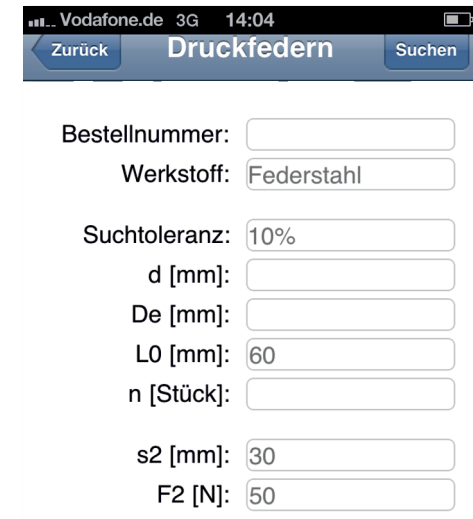 Vodafone.de 3G 14:04
Zurück Druckfedern Suchen
Bestellnummer:
Werkstoff: Federstahl
Suchtoleranz: 10%
d [mm]:
De [mm]:
L0 [mm]: 60
n [Stück]:
s2 [mm]: 30
F2 [N]: 50